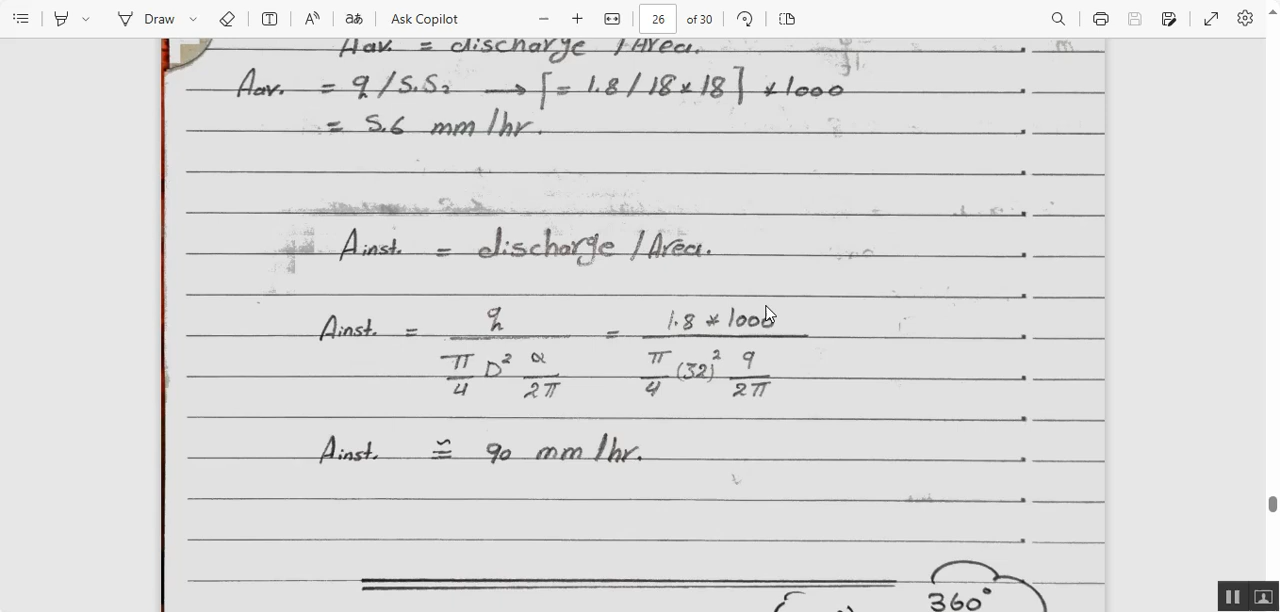 Draw Ask Copilot 26 of 30
Aav. = discharge / Area.
Aav. = q / S.S₂ → [= 1.8 / 18 * 18] * 1000
= 5.6 mm/hr.
Ainst. = discharge / Area.
Ainst. = q / (π/4 D² α/2π) = 1.8 * 1000 / (π/4 (32)² 9/2π)
Ainst. ≅ 90 mm/hr.
360°